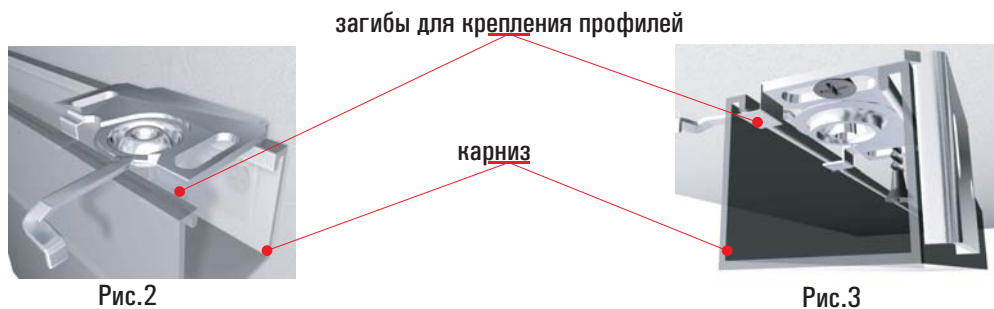 загибы для крепления профилей
карниз
Рис.2
Рис.3